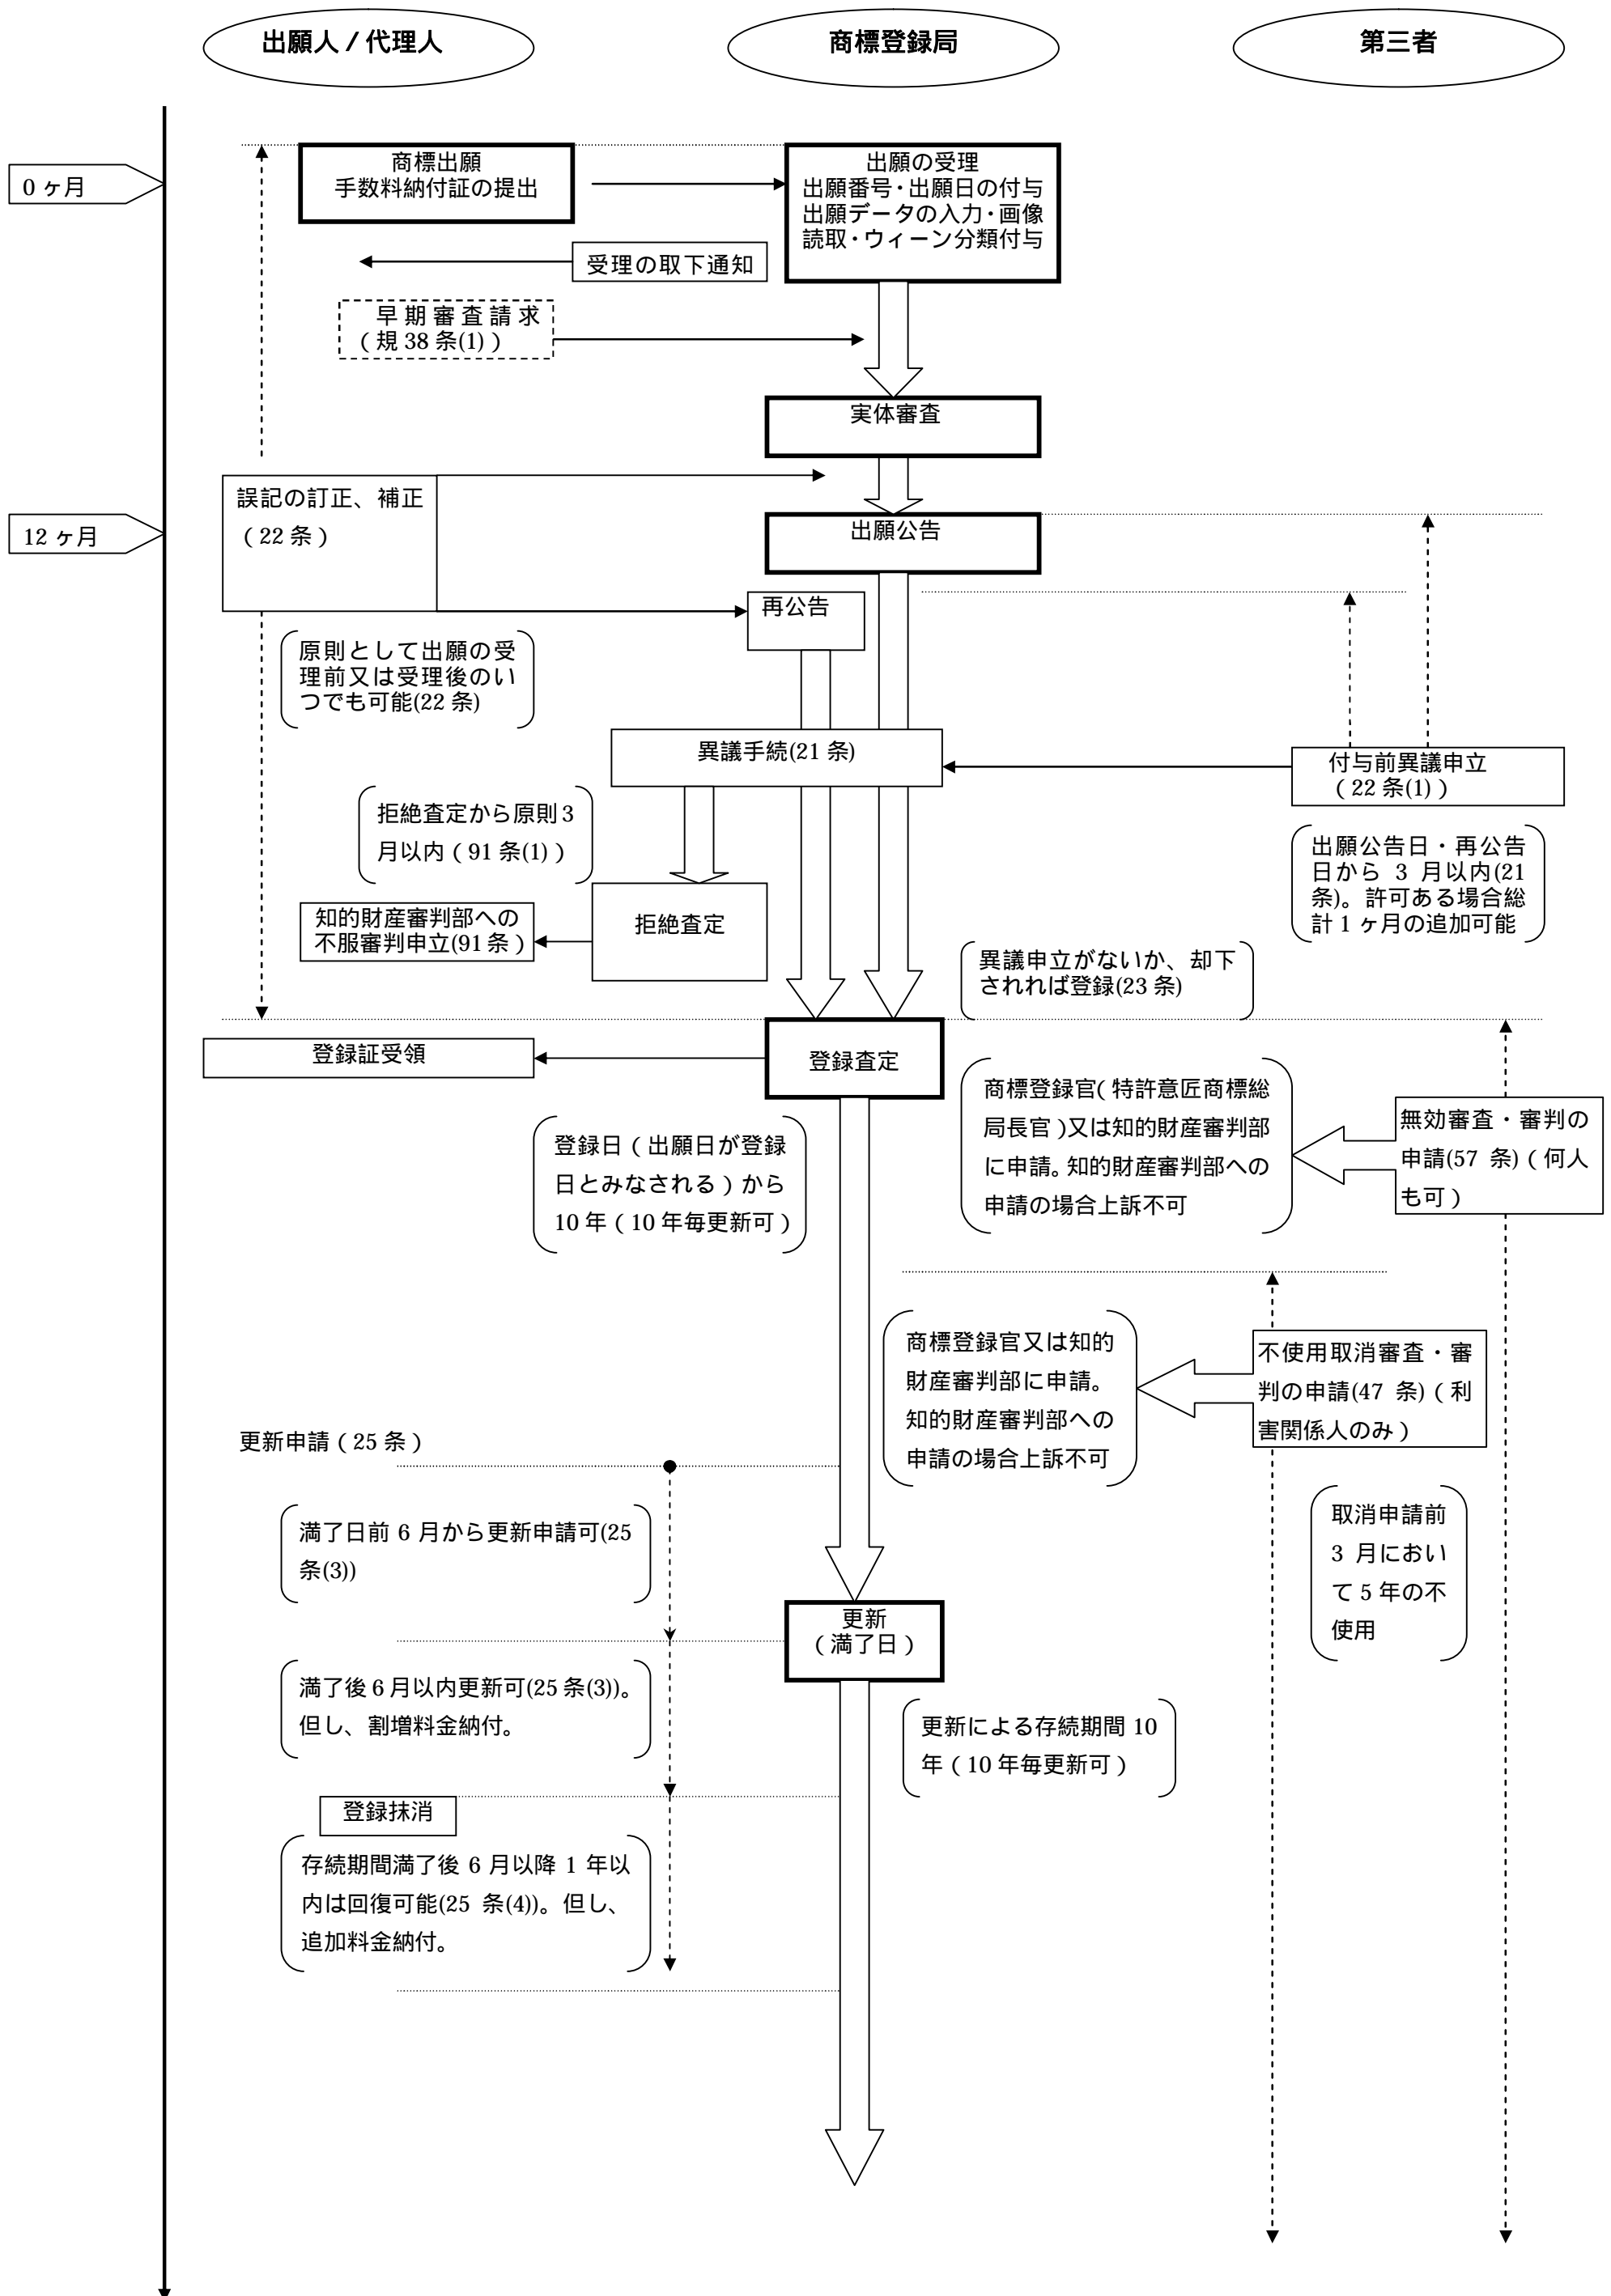 出願人/代理人
商標登録局
第三者
0ヶ月
商標出願
手数料納付証の提出
出願の受理
出願番号・出願日の付与
出願データの入力・画像
読取・ウィーン分類付与
受理の取下通知
早期審査請求
(規38条(1))
実体審査
誤記の訂正、補正
(22条)
12ヶ月
出願公告
再公告
原則として出願の受
理前又は受理後のい
つでも可能(22条)
異議手続(21条)
付与前異議申立
(22条(1))
拒絶査定から原則3
月以内(91条(1))
出願公告日・再公告
日から 3 月以内(21
条)。許可ある場合総
計1ヶ月の追加可能
知的財産審判部への
不服審判申立(91条)
拒絶査定
異議申立がないか、却下
されれば登録(23条)
登録証受領
登録査定
商標登録官(特許意匠商標総
局長官)又は知的財産審判部
に申請。知的財産審判部への
申請の場合上訴不可
無効審査・審判の
申請(57 条)(何人
も可)
登録日(出願日が登録
日とみなされる)から
10年(10年毎更新可)
商標登録官又は知的
財産審判部に申請。
知的財産審判部への
申請の場合上訴不可
不使用取消審査・審
判の申請(47 条)(利
害関係人のみ)
更新申請(25条)
満了日前 6 月から更新申請可(25
条(3))
取消申請前
3 月におい
て5年の不
使用
更新
(満了日)
満了後6月以内更新可(25条(3))。
但し、割増料金納付。
更新による存続期間 10
年(10年毎更新可)
登録抹消
存続期間満了後 6 月以降 1 年以
内は回復可能(25 条(4))。但し、
追加料金納付。